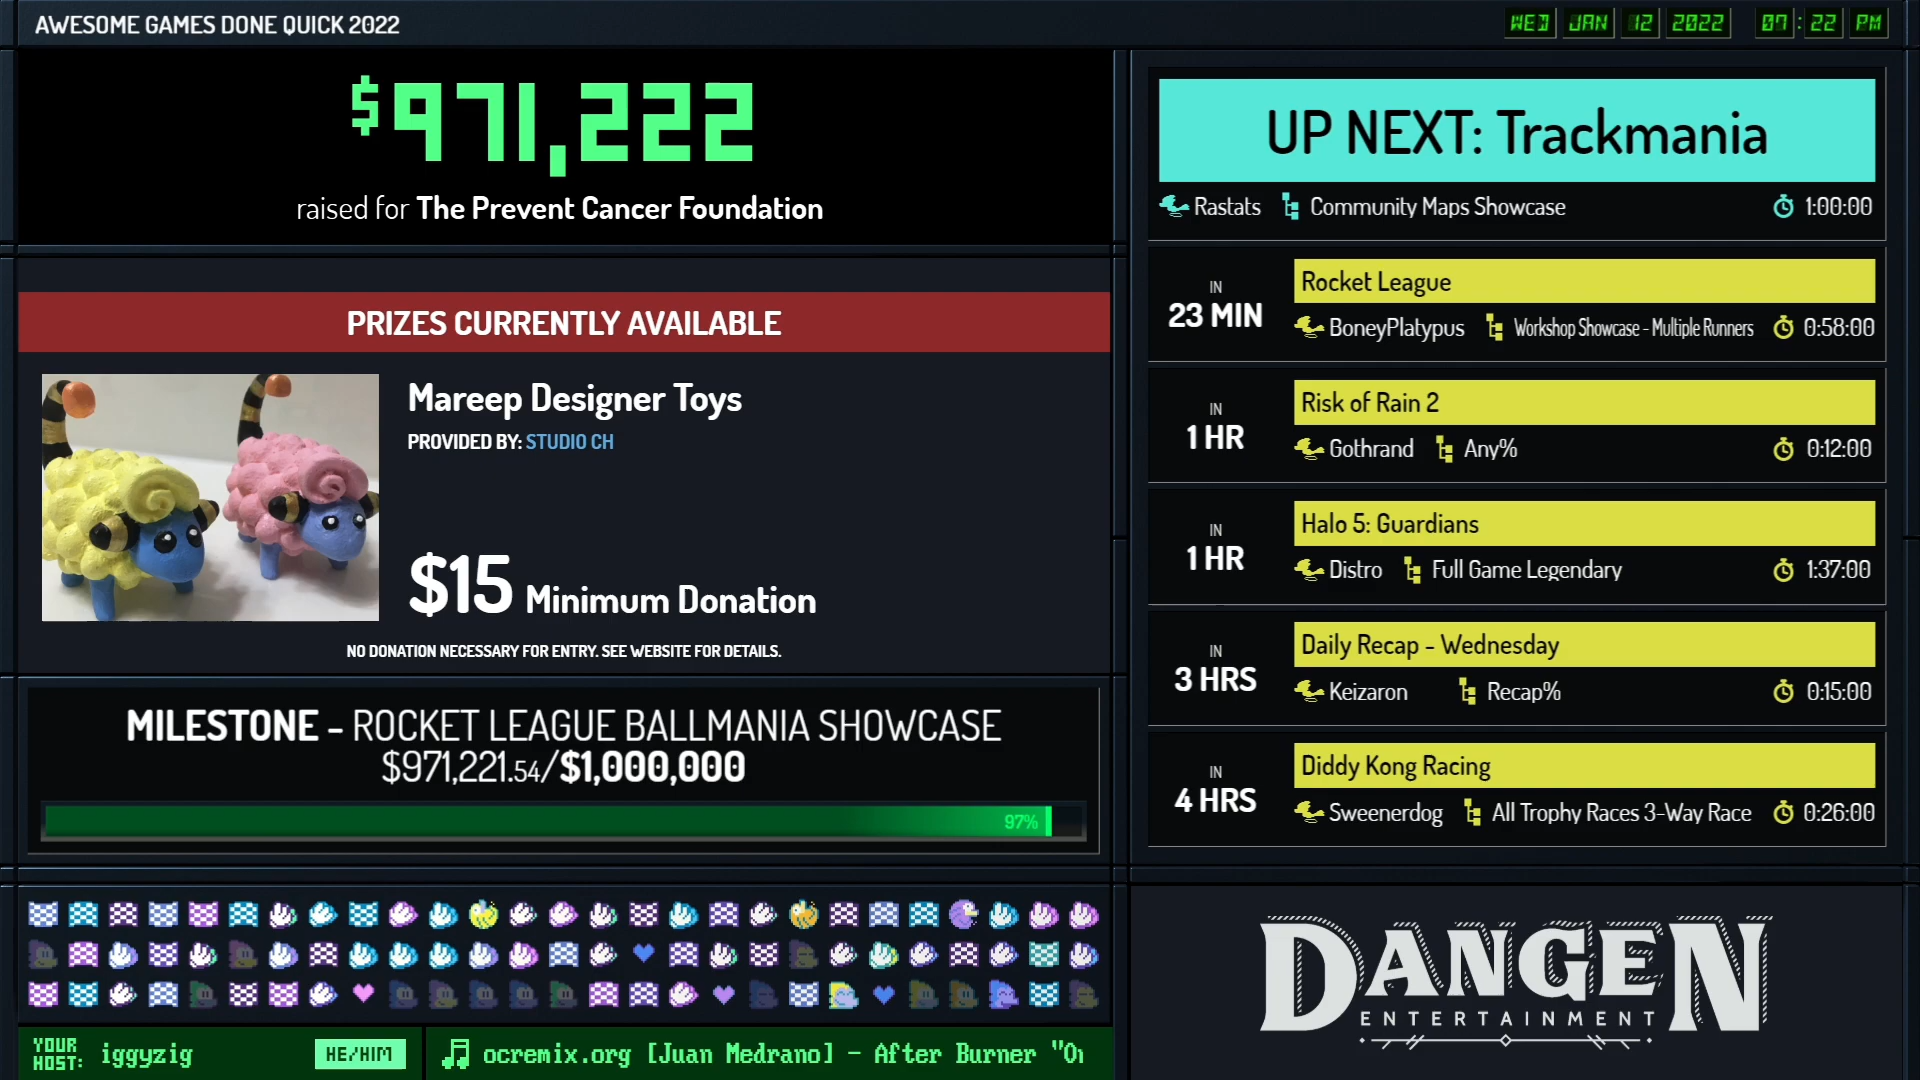 AWESOME GAMES DONE QUICK 2022
WED JAN 12 2022 07:22 PM
$971,222
raised for The Prevent Cancer Foundation
PRIZES CURRENTLY AVAILABLE
Mareep Designer Toys
PROVIDED BY: STUDIO CH
$15 Minimum Donation
NO DONATION NECESSARY FOR ENTRY. SEE WEBSITE FOR DETAILS.
MILESTONE - ROCKET LEAGUE BALLMANIA SHOWCASE
$971,221.54/$1,000,000
97%
YOUR HOST: iggyzig HE/HIM
ocremix.org [Juan Medrano] - After Burner "O
UP NEXT: Trackmania
Rastats Community Maps Showcase 1:00:00
IN 23 MIN
Rocket League
BoneyPlatypus Workshop Showcase - Multiple Runners 0:58:00
IN 1 HR
Risk of Rain 2
Gothrand Any% 0:12:00
IN 1 HR
Halo 5: Guardians
Distro Full Game Legendary 1:37:00
IN 3 HRS
Daily Recap - Wednesday
Keizaron Recap% 0:15:00
IN 4 HRS
Diddy Kong Racing
Sweenerdog All Trophy Races 3-Way Race 0:26:00
DANGEN
ENTERTAINMENT